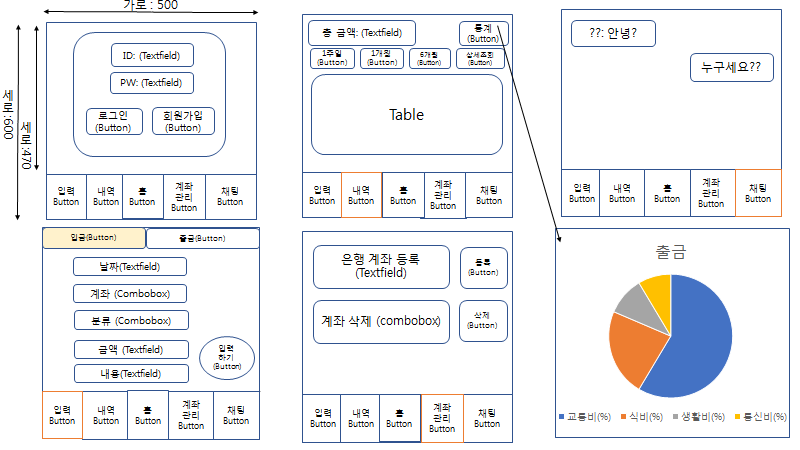 가로 : 500
세로 :600
세로 :470
ID: (Textfield)
PW: (Textfield)
로그인
(Button)
회원가입
(Button)
입력
Button
내역
Button
홈
Button
계좌
관리
Button
채팅
Button
총 금액: (Textfield)
통계
(Button)
1주일
(Button)
1개월
(Button)
6개월
(Button)
상세조회
(Button)
Table
입력
Button
내역
Button
홈
Button
계좌
관리
Button
채팅
Button
??: 안녕?
누구세요??
입력
Button
내역
Button
홈
Button
계좌
관리
Button
채팅
Button
입금(Button)
출금(Button)
날짜(Textfield)
계좌 (Combobox)
분류 (Combobox)
금액 (Textfield)
내용(Textfield)
입력
하기
(Button)
입력
Button
내역
Button
홈
Button
계좌
관리
Button
채팅
Button
은행 계좌 등록
(Textfield)
등록
(Button)
계좌 삭제 (combobox)
삭제
(Button)
입력
Button
내역
Button
홈
Button
계좌
관리
Button
채팅
Button
출금
교통비(%) 식비(%) 생활비(%) 통신비(%)